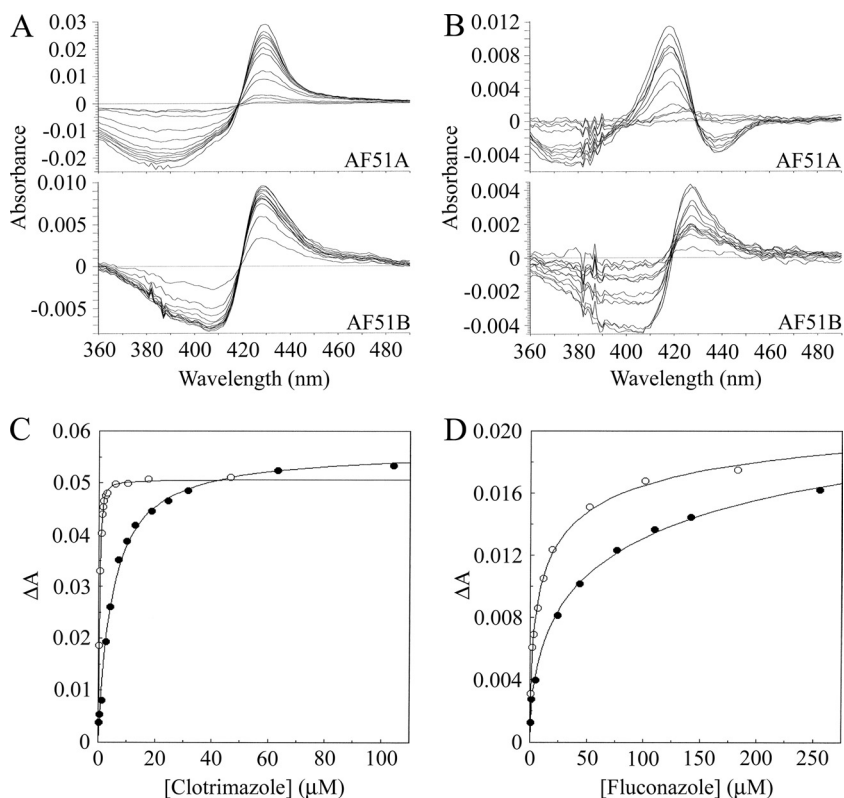 A
0.03
0.02
0.01
0
-0.01
-0.02
AF51A
0.010
0.005
0
-0.005
AF51B
Absorbance
360 380 400 420 440 460 480
Wavelength (nm)
B
0.012
0.008
0.004
0
-0.004
AF51A
0.004
0.002
0
-0.002
-0.004
AF51B
Absorbance
360 380 400 420 440 460 480
Wavelength (nm)
C
0.06
0.05
0.04
0.03
0.02
0.01
0
ΔA
0 20 40 60 80 100
[Clotrimazole] (μM)
D
0.020
0.016
0.012
0.008
0.004
0
ΔA
0 50 100 150 200 250
[Fluconazole] (μM)